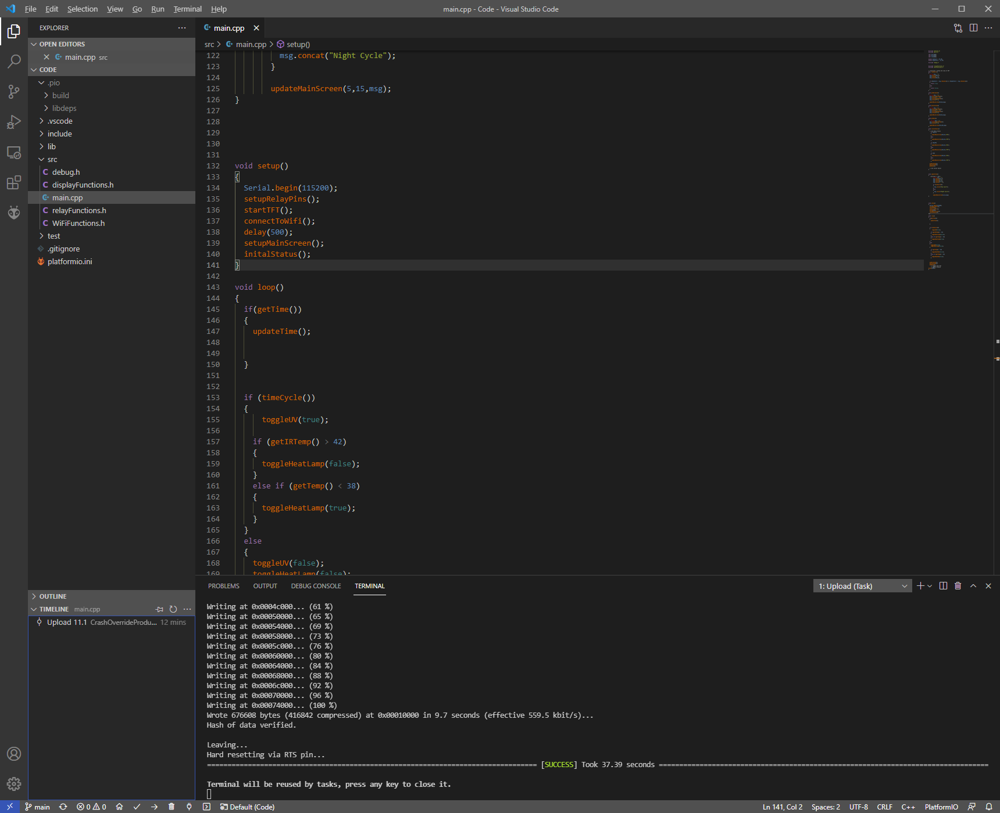 File Edit Selection View Go Run Terminal Help
main.cpp - Code - Visual Studio Code
EXPLORER
OPEN EDITORS
main.cpp src
CODE
.pio
build
libdeps
.vscode
include
lib
src
debug.h
displayFunctions.h
main.cpp
relayFunctions.h
WiFiFunctions.h
test
.gitignore
platformio.ini
OUTLINE
TIMELINE main.cpp
Upload 11.1 CrashOverrideProdu... 12 mins
main.cpp
src > main.cpp > setup()
122 msg.concat("Night Cycle");
123 }
124
125 updateMainScreen(5,15,msg);
126 }
127
128
129
130
131
132 void setup()
133 {
134 Serial.begin(115200);
135 setupRelayPins();
136 startTFT();
137 connectToWifi();
138 delay(500);
139 setupMainScreen();
140 initalStatus();
141 }
142
143 void loop()
144 {
145 if(getTime())
146 {
147 updateTime();
148
149
150 }
151
152
153 if (timeCycle())
154 {
155 toggleUV(true);
156
157 if (getIRTemp() > 42)
158 {
159 toggleHeatLamp(false);
160 }
161 else if (getTemp() < 38)
162 {
163 toggleHeatLamp(true);
164 }
165 }
166 else
167 {
168 toggleUV(false);
169 toggleHeatLamp(false);
PROBLEMS OUTPUT DEBUG CONSOLE TERMINAL
1: Upload (Task)
Writing at 0x0004c000... (61 %)
Writing at 0x00050000... (65 %)
Writing at 0x00054000... (69 %)
Writing at 0x00058000... (73 %)
Writing at 0x0005c000... (76 %)
Writing at 0x00060000... (80 %)
Writing at 0x00064000... (84 %)
Writing at 0x00068000... (88 %)
Writing at 0x0006c000... (92 %)
Writing at 0x00070000... (96 %)
Writing at 0x00074000... (100 %)
Wrote 676608 bytes (416842 compressed) at 0x00010000 in 9.7 seconds (effective 559.5 kbit/s)...
Hash of data verified.
Leaving...
Hard resetting via RTS pin...
[SUCCESS] Took 37.39 seconds
Terminal will be reused by tasks, press any key to close it.
main 0 0 Default (Code) Ln 141, Col 2 Spaces: 2 UTF-8 CRLF C++ PlatformIO